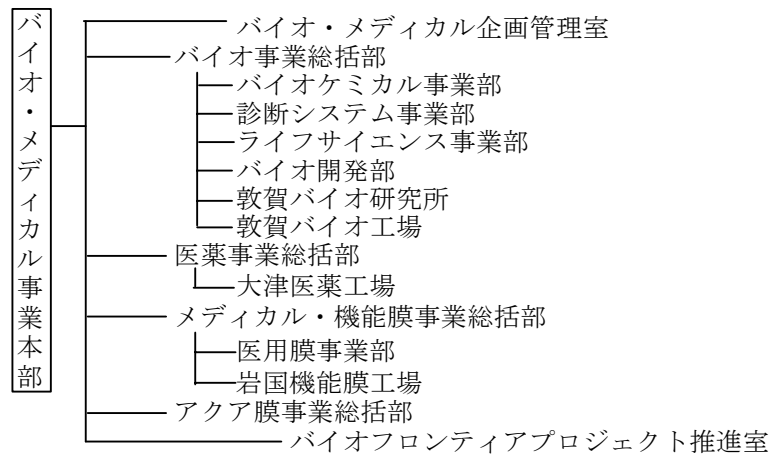 バイオ・メディカル事業本部
バイオ・メディカル企画管理室
バイオ事業総括部
バイオケミカル事業部
診断システム事業部
ライフサイエンス事業部
バイオ開発部
敦賀バイオ研究所
敦賀バイオ工場
医薬事業総括部
大津医薬工場
メディカル・機能膜事業総括部
医用膜事業部
岩国機能膜工場
アクア膜事業総括部
バイオフロンティアプロジェクト推進室